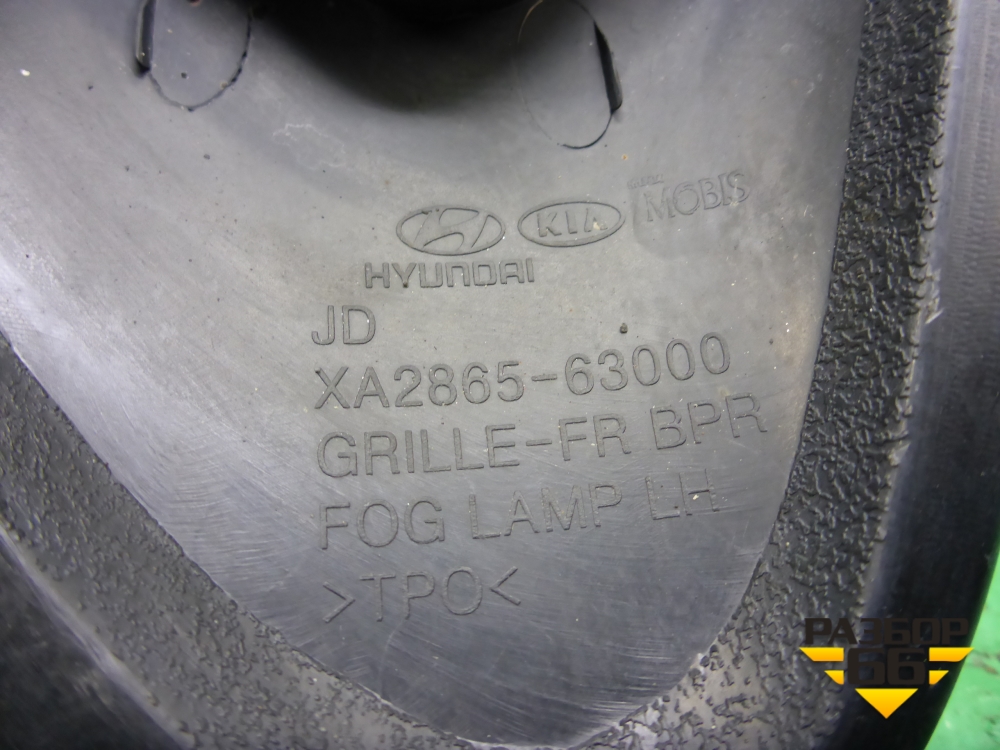 KIA MOBIS
HYUNDAI
JD
XA2865-63000
GRILLE-FR BPR
FOG LAMP LH
>TPO<
РАЗБОР
66